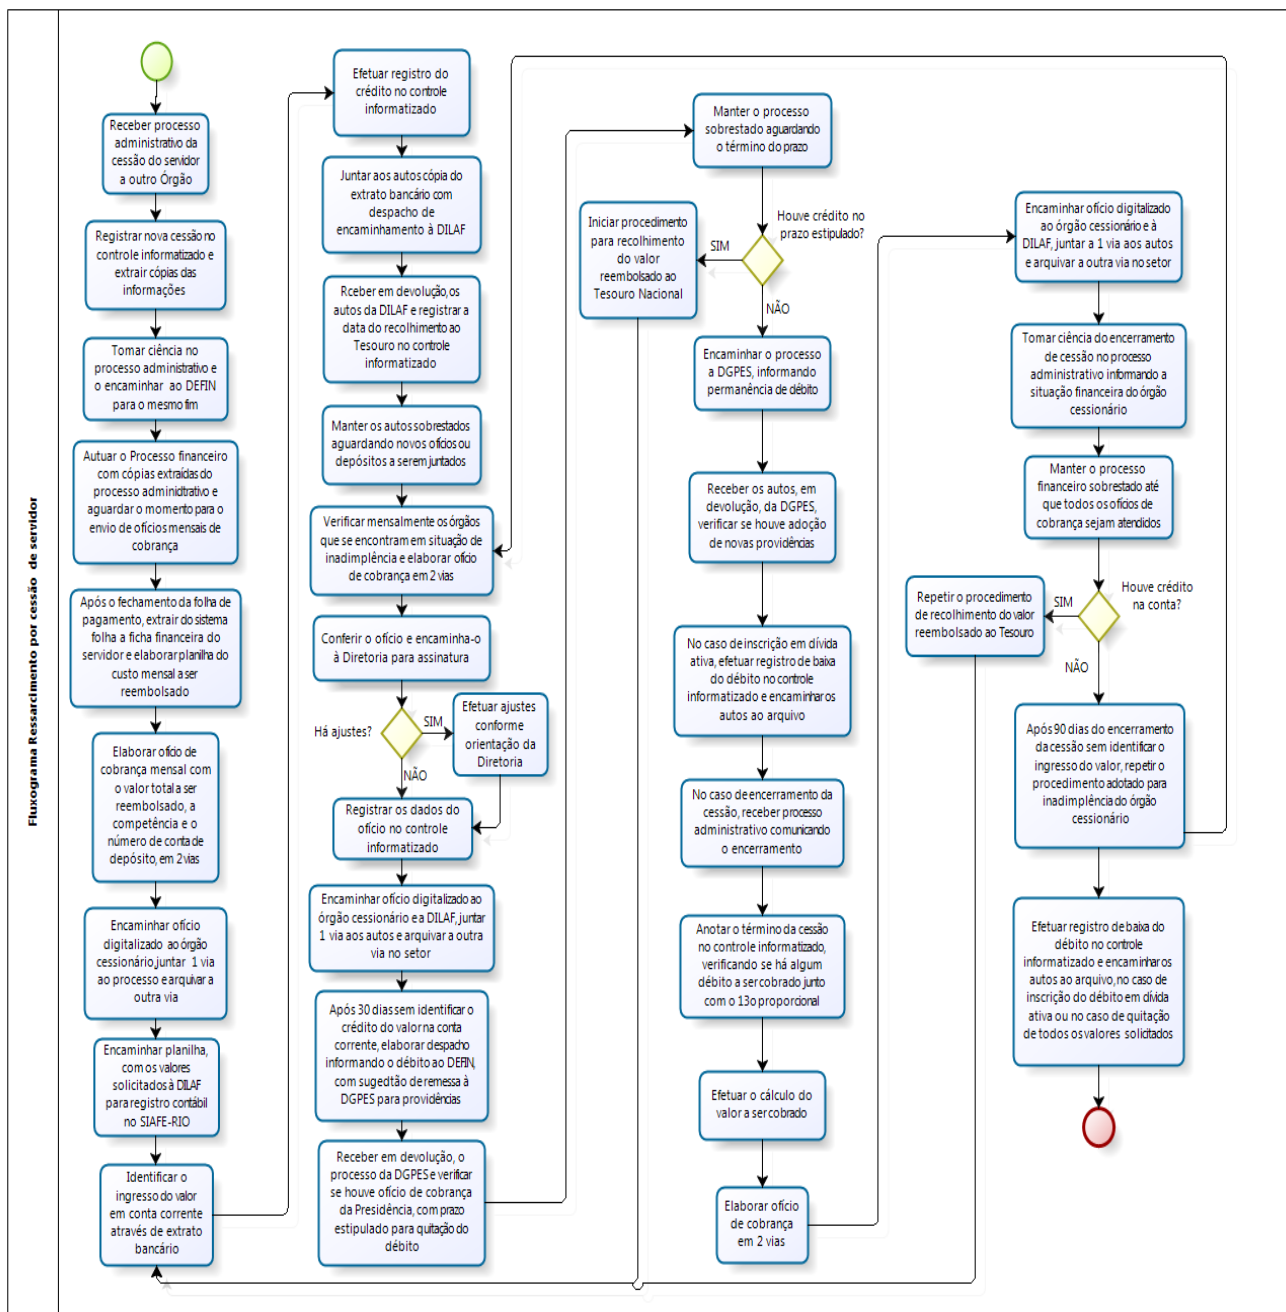 Fluxograma Ressarcimento por cessão de servidor
Receber processo
administrativo da
cessão do servidor
a outro Órgão
Registrar nova cessão no
controle informatizado e
extrair cópias das
informações
Tomar ciência no
processo administrativo e
o encaminhar ao DEFIN
para o mesmo fim
Autuar o Processo financeiro
com cópias extraídas do
processo adminidtrativo e
aguardar o momento para o
envio de ofícios mensais de
cobrança
Após o fechamento da folha de
pagamento, extrair do sistema
folha a ficha financeira do
servidor e elaborar planilha do
custo mensal a ser
reembolsado
Elaborar ofício de
cobrança mensal com
o valor total a ser
reembolsado, a
competência e o
número de conta de
depósito, em 2 vias
Encaminhar ofício
digitalizado ao órgão
cessionário,juntar 1 via
ao processo e arquivar a
outra via
Encaminhar planilha,
com os valores
solicitados à DILAF
para registro contábil
no SIAFE-RIO
Identificar o
ingresso do valor
em conta corrente
através de extrato
bancário
Efetuar registro do
crédito no controle
informatizado
Juntar aos autos cópia do
extrato bancário com
despacho de
encaminhamento à DILAF
Rceber em devolução, os
autos da DILAF e registrar a
data do recolhimento ao
Tesouro no controle
informatizado
Manter os autos sobrestados
aguardando novos ofícios ou
depósitos a serem juntados
Verificar mensalmente os órgãos
que se encontram em situação de
inadimplência e elaborar ofício
de cobrança em 2 vias
Conferir o ofício e encaminha-o
à Diretoria para assinatura
Há ajustes?
SIM
Efetuar ajustes
conforme
orientação da
Diretoria
NÃO
Registrar os dados do
ofício no controle
informatizado
Encaminhar ofício digitalizado ao
órgão cessionário e a DILAF, juntar
1 via aos autos e arquivar a outra
via no setor
Após 30 dias sem identificar o
crédito do valor na conta
corrente, elaborar despacho
informando o débito ao DEFIN,
com sugedtão de remessa à
DGPES para providências
Receber em devolução, o
processo da DGPES e verificar
se houve ofício de cobrança
da Presidência, com prazo
estipulado para quitação do
débito
Manter o processo
sobrestado aguardando
o término do prazo
Houve crédito no
prazo estipulado?
SIM
Iniciar procedimento
para recolhimento
do valor
reembolsado ao
Tesouro Nacional
NÃO
Encaminhar o processo
a DGPES, informando
permanência de débito
Receber os autos, em
devolução, da DGPES,
verificar se houve adoção
de novas providências
No caso de inscrição em dívida
ativa, efetuar registro de baixa
do débito no controle
informatizado e encaminhar os
autos ao arquivo
No caso de encerramento da
cessão, receber processo
administrativo comunicando
o encerramento
Anotar o término da cessão
no controle informatizado,
verificando se há algum
débito a ser cobrado junto
com o 13o proporcional
Efetuar o cálculo do
valor a ser cobrado
Elaborar ofício
de cobrança
em 2 vias
Encaminhar ofício digitalizado
ao órgão cessionário e à
DILAF, juntar a 1 via aos autos
e arquivar a outra via no setor
Tomar ciência do encerramento
de cessão no processo
administrativo informando a
situação financeira do órgão
cessionário
Manter o processo
financeiro sobrestado até
que todos os ofícios de
cobrança sejam atendidos
Houve crédito
na conta?
SIM
Repetir o procedimento
de recolhimento do valor
reembolsado ao Tesouro
NÃO
Após 90 dias do encerramento
da cessão sem identificar o
ingresso do valor, repetir o
procedimento adotado para
inadimplência do órgão
cessionário
Efetuar registro de baixa do
débito no controle
informatizado e encaminhar os
autos ao arquivo, no caso de
inscrição do débito em dívida
ativa ou no caso de quitação
de todos os valores solicitados